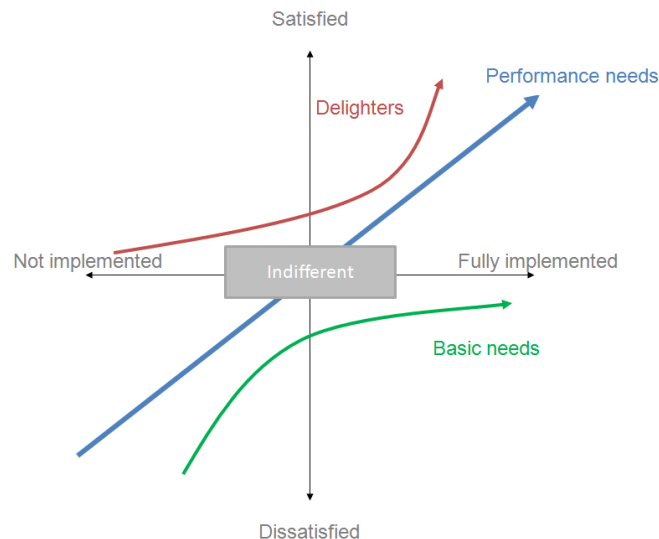 Satisfied
Performance needs
Delighters
Not implemented
Indifferent
Fully implemented
Basic needs
Dissatisfied